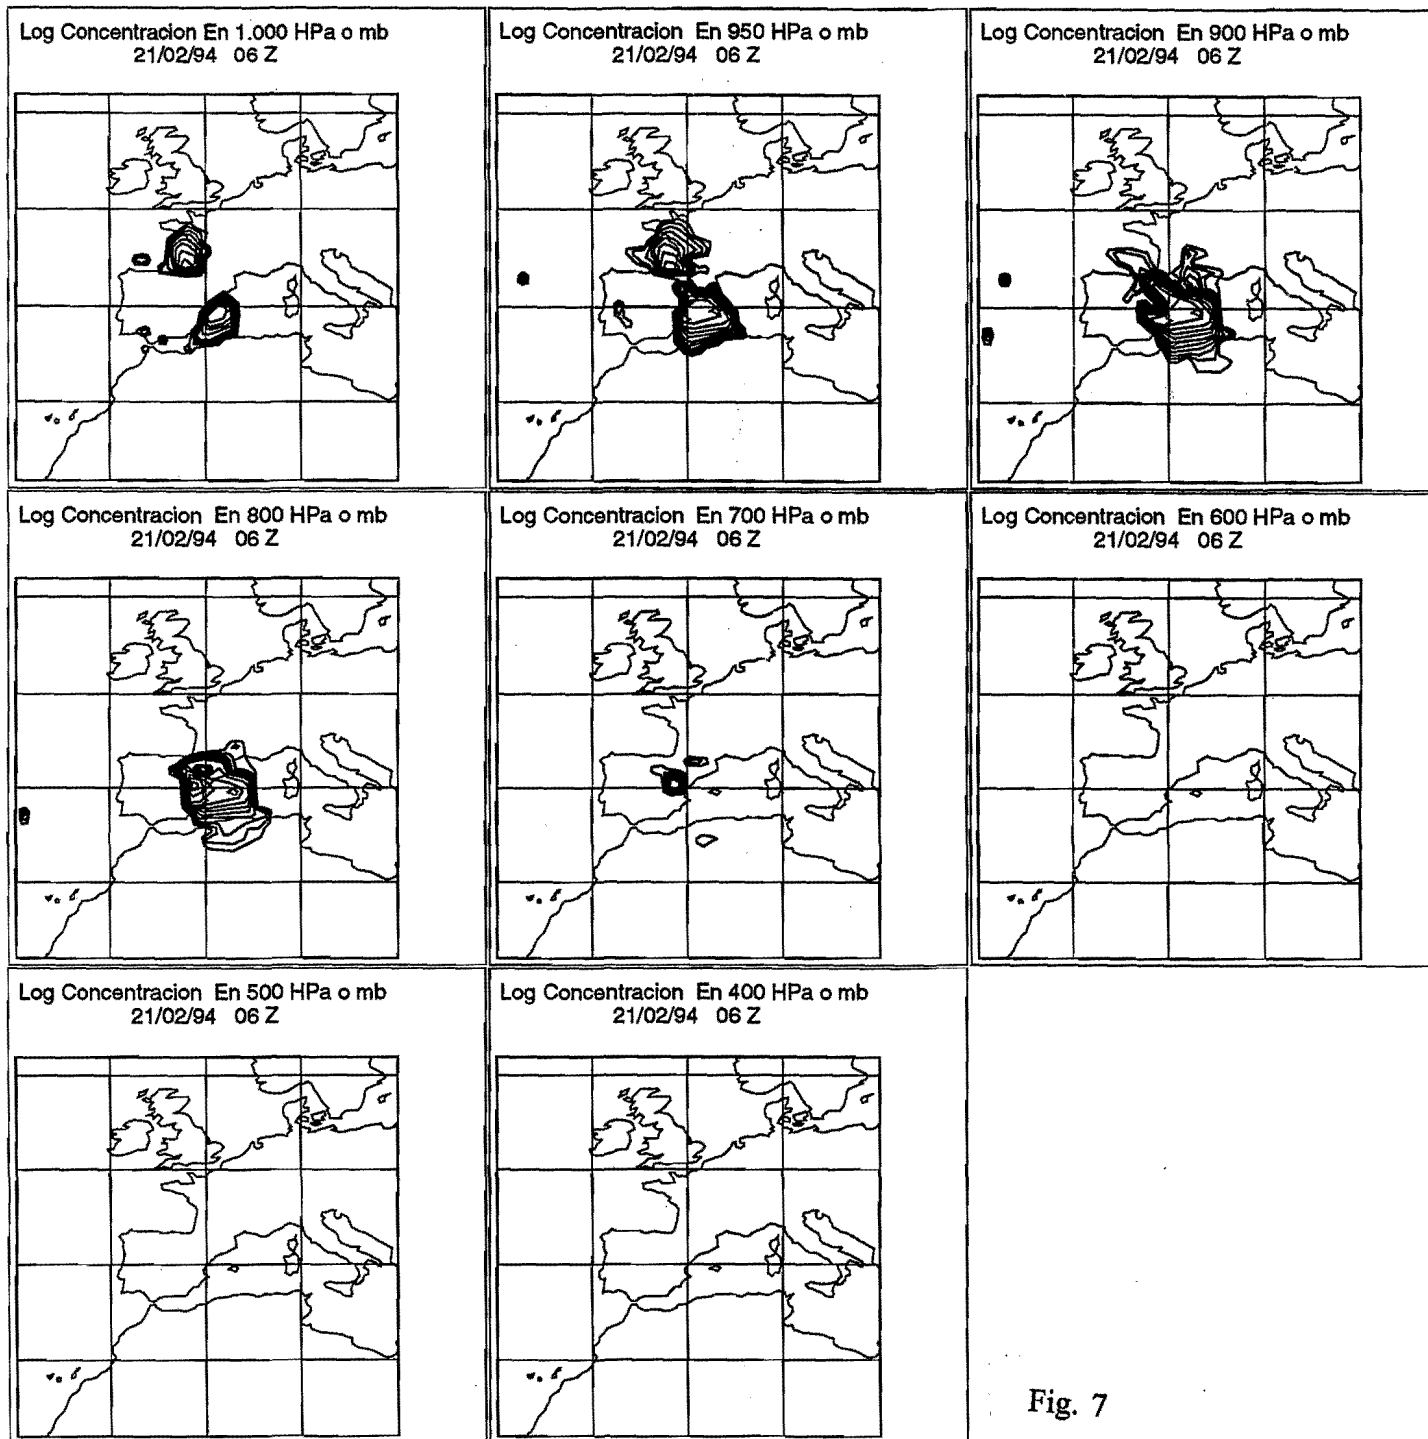 Log Concentracion En 1.000 HPa o mb
21/02/94 06 Z
Log Concentracion En 950 HPa o mb
21/02/94 06 Z
Log Concentracion En 900 HPa o mb
21/02/94 06 Z
Log Concentracion En 800 HPa o mb
21/02/94 06 Z
Log Concentracion En 700 HPa o mb
21/02/94 06 Z
Log Concentracion En 600 HPa o mb
21/02/94 06 Z
Log Concentracion En 500 HPa o mb
21/02/94 06 Z
Log Concentracion En 400 HPa o mb
21/02/94 06 Z
Fig. 7